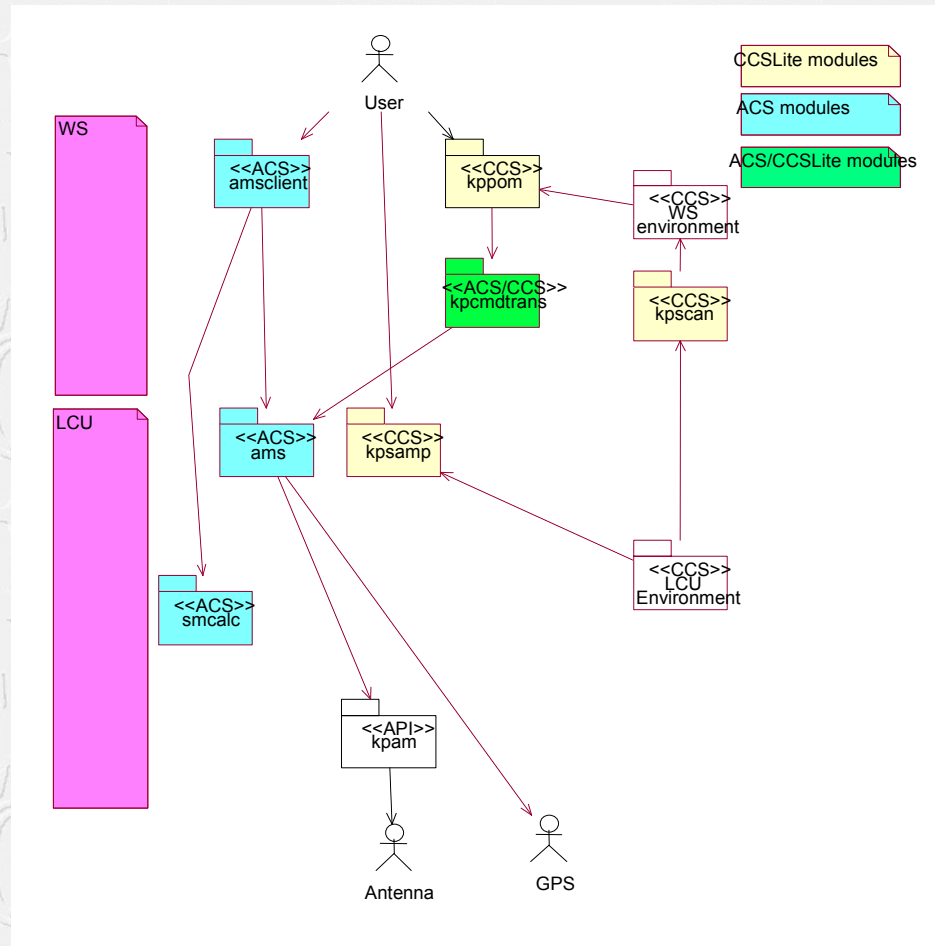 User
CCSLite modules
ACS modules
ACS/CCSLite modules
WS
<<ACS>>
amsclient
<<CCS>>
kppom
<<CCS>>
WS
environment
<<ACS/CCS>>
kpcmdtrans
<<CCS>>
kpscan
LCU
<<ACS>>
ams
<<CCS>>
kpsamp
<<CCS>>
LCU
Environment
<<ACS>>
smcalc
<<API>>
kpam
Antenna
GPS